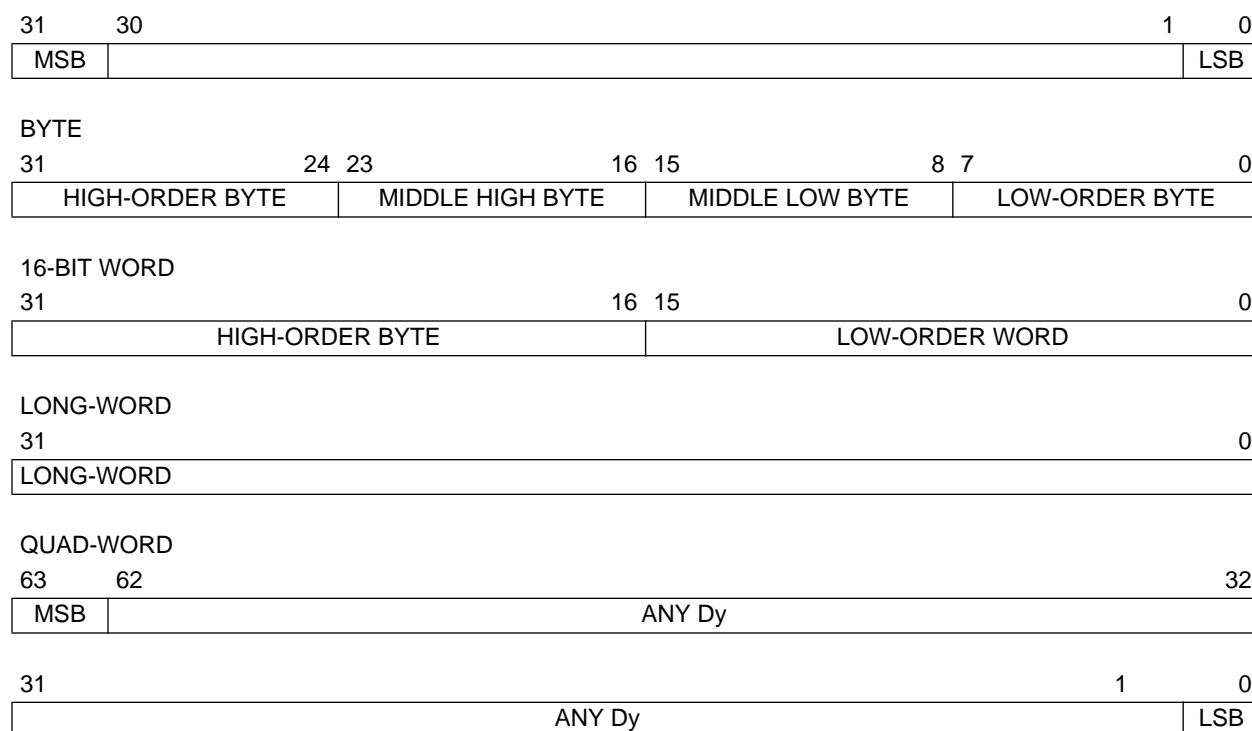 31 30 1 0
MSB LSB
BYTE
31 24 23 16 15 8 7 0
HIGH-ORDER BYTE MIDDLE HIGH BYTE MIDDLE LOW BYTE LOW-ORDER BYTE
16-BIT WORD
31 16 15 0
HIGH-ORDER BYTE LOW-ORDER WORD
LONG-WORD
31 0
LONG-WORD
QUAD-WORD
63 62 32
MSB ANY Dy
31 1 0
ANY Dy LSB